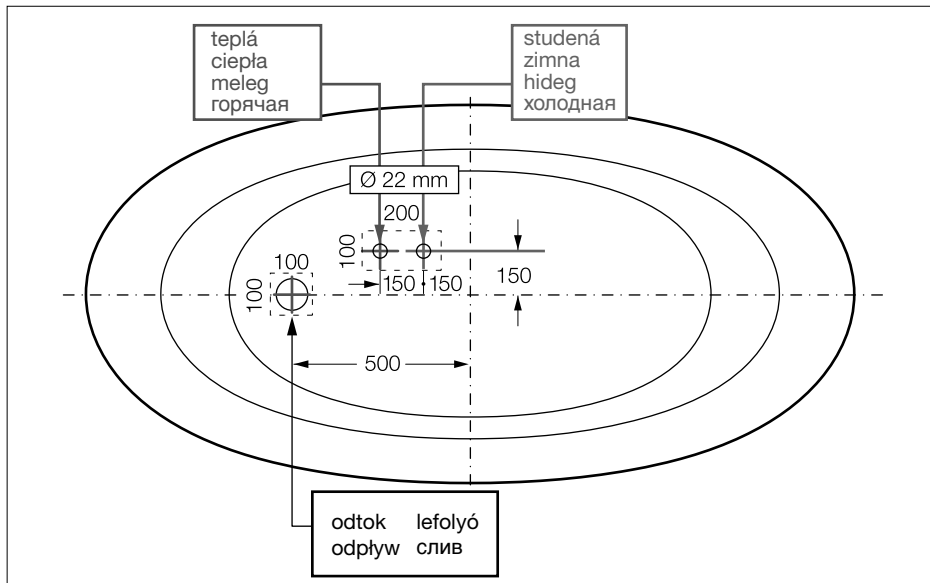 teplá
ciepła
meleg
горячая
studená
zimna
hideg
холодная
Ø 22 mm
200
100
100
100
150
150
150
500
odtok lefolyó
odpływ слив